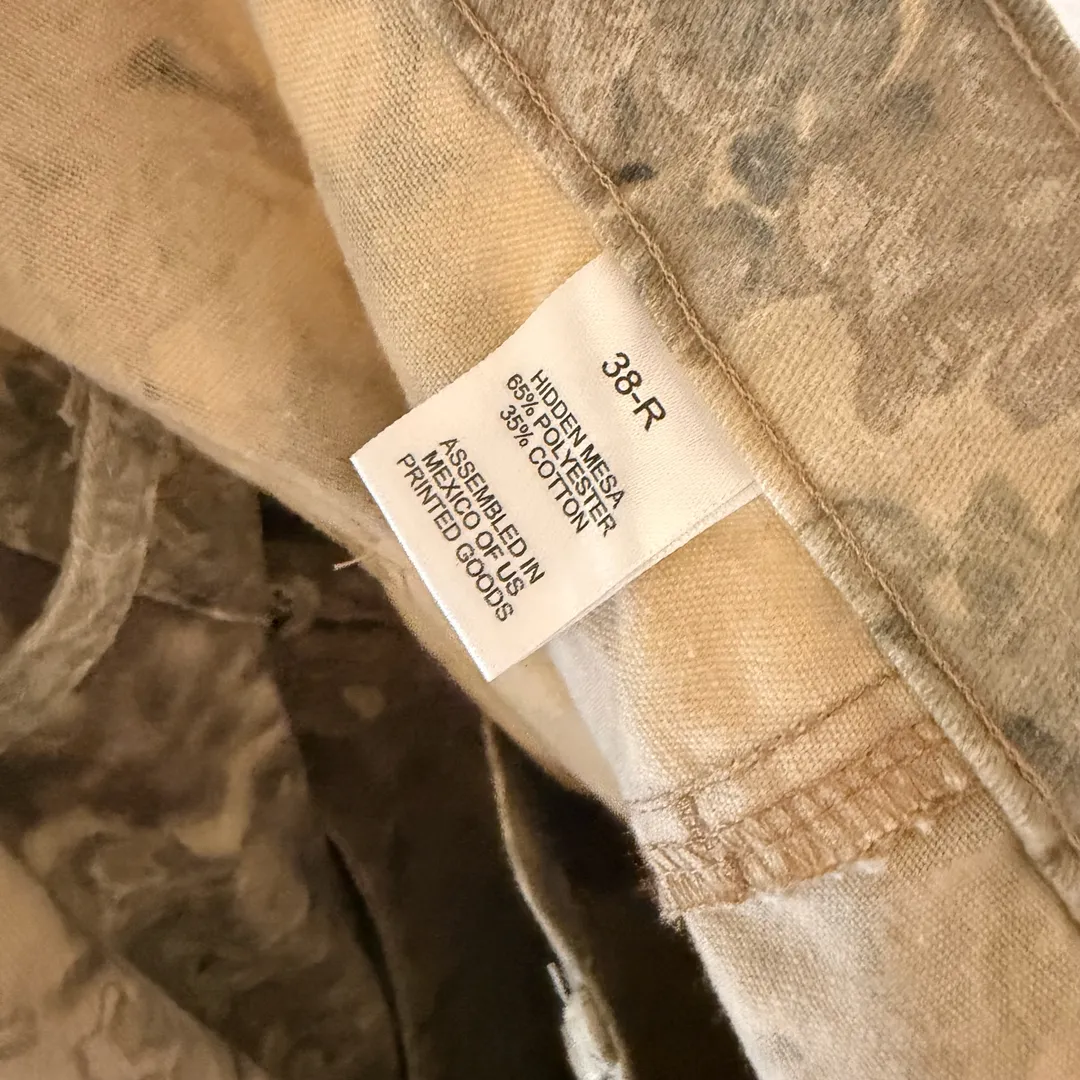 38-R
HIDDEN MESA
65% POLYESTER
35% COTTON
ASSEMBLED IN
MEXICO OF US
PRINTED GOODS